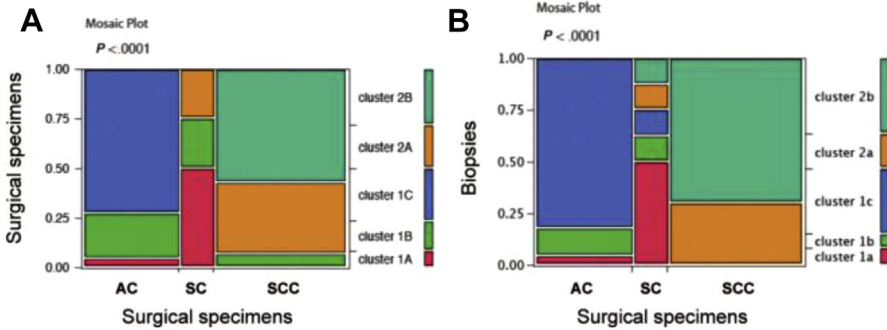 A
Mosaic Plot
P <.0001
Surgical specimens
1.00
0.75
0.50
0.25
0.00
cluster 2B
cluster 2A
cluster 1C
cluster 1B
cluster 1A
AC
SC
SCC
Surgical specimens
B
Mosaic Plot
P <.0001
Biopsies
1.00
0.75
0.50
0.25
0.00
cluster 2b
cluster 2a
cluster 1c
cluster 1b
cluster 1a
AC
SC
SCC
Surgical specimens